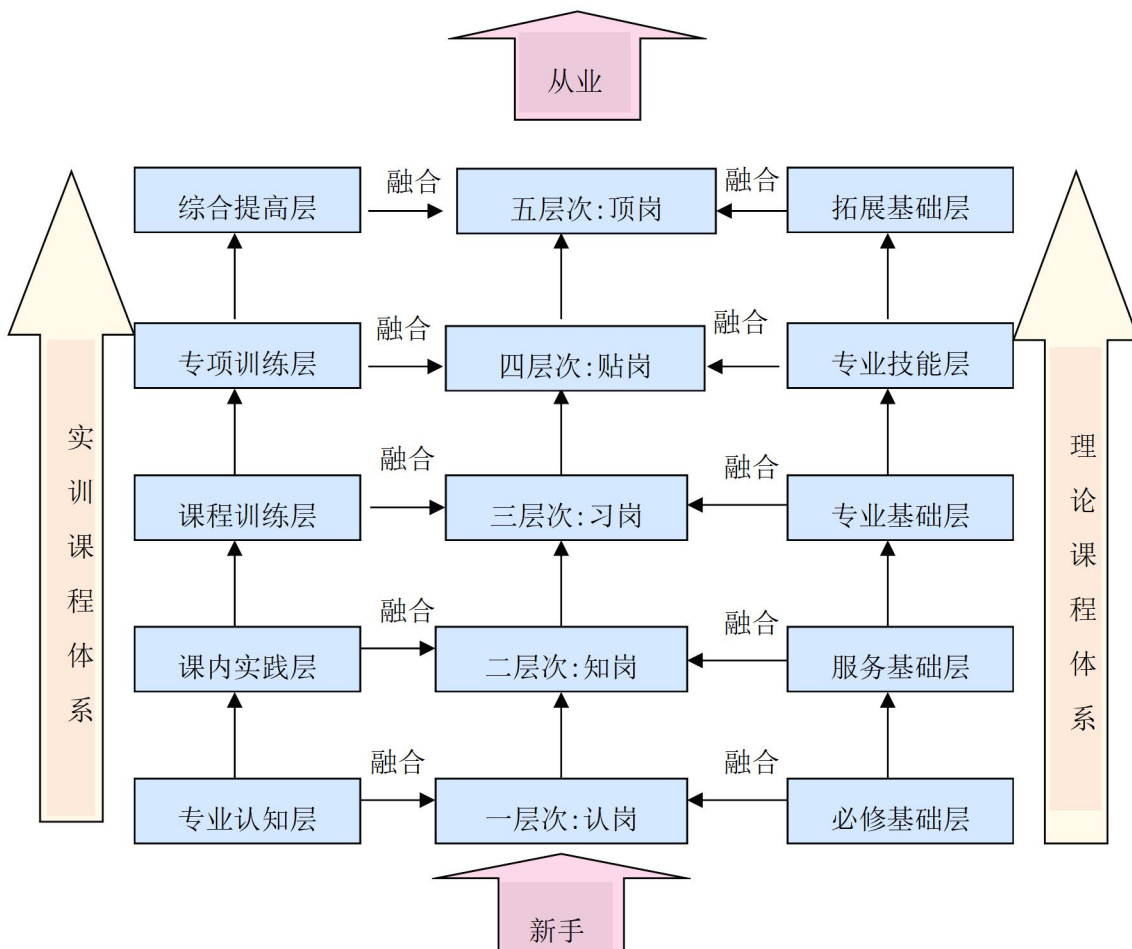 从业
融合
融合
综合提高层
五层次:顶岗
拓展基础层
融合
融合
专项训练层
四层次:贴岗
专业技能层
融合
融合
课程训练层
三层次:习岗
专业基础层
融合
融合
课内实践层
二层次:知岗
服务基础层
融合
融合
专业认知层
一层次:认岗
必修基础层
新手
实训课程体系
理论课程体系